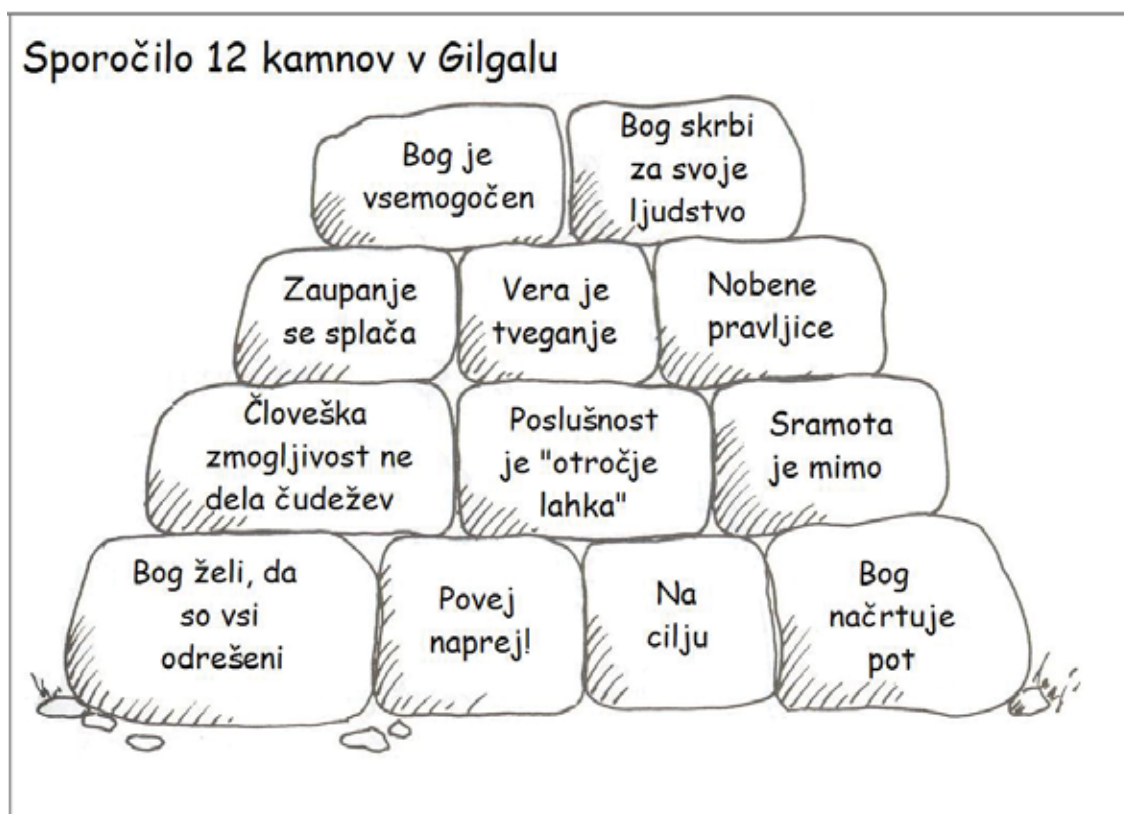 Sporočilo 12 kamnov v Gilgalu
Bog je
vsemogočen
Bog skrbi
za svoje
ljudstvo
Zaupanje
se splača
Vera je
tveganje
Nobene
pravljice
Človeška
zmogljivost ne
dela čudežev
Poslušnost
je "otročje
lahka"
Sramota
je mimo
Bog želi, da
so vsi
odrešeni
Povej
naprej!
Na
cilju
Bog
načrtuje
pot